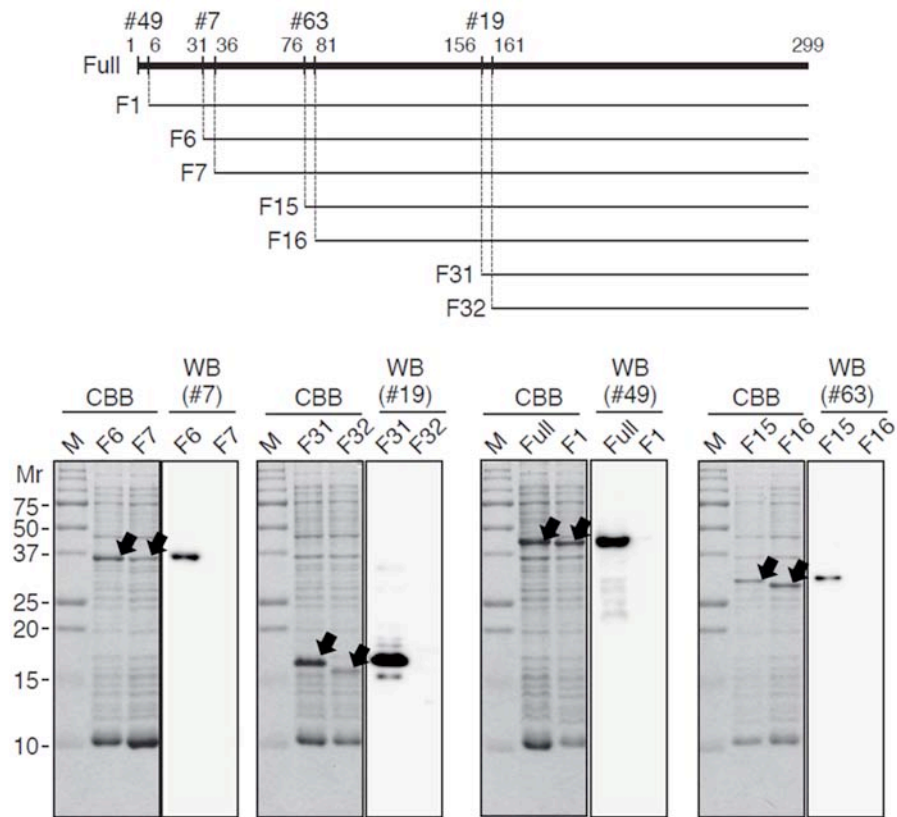 #49 #7 #63 #19
1 6 31 36 76 81 156 161 299
Full
F1
F6
F7
F15
F16
F31
F32
WB WB WB WB
CBB (#7) CBB (#19) CBB (#49) CBB (#63)
M F6 F7 F6 F7 M F31 F32 F31 F32 M Full F1 Full F1 M F15 F16 F15 F16
Mr
75-
50-
37-
25-
20-
15-
10-